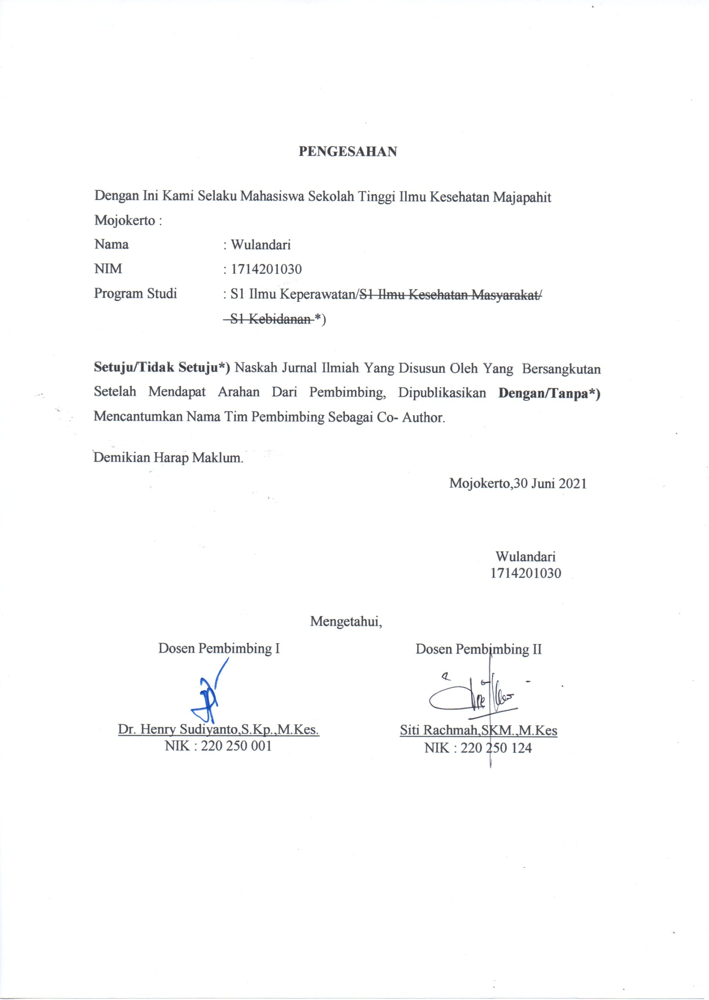 PENGESAHAN
Dengan Ini Kami Selaku Mahasiswa Sekolah Tinggi Ilmu Kesehatan Majapahit
Mojokerto :
Nama : Wulandari
NIM : 1714201030
Program Studi : S1 Ilmu Keperawatan/S1 Ilmu Kesehatan Masyarakat/
S1 Kebidanan *)
Setuju/Tidak Setuju*) Naskah Jurnal Ilmiah Yang Disusun Oleh Yang Bersangkutan
Setelah Mendapat Arahan Dari Pembimbing, Dipublikasikan Dengan/Tanpa*)
Mencantumkan Nama Tim Pembimbing Sebagai Co- Author.
Demikian Harap Maklum.
Mojokerto,30 Juni 2021
Wulandari
1714201030
Mengetahui,
Dosen Pembimbing I Dosen Pembimbing II
Dr. Henry Sudiyanto,S.Kp.,M.Kes. Siti Rachmah,SKM.,M.Kes
NIK : 220 250 001 NIK : 220 250 124